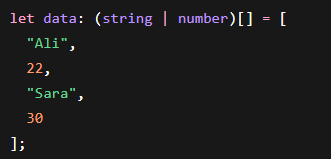 let data: (string | number)[] = [
  "Ali",
  22,
  "Sara",
  30
];